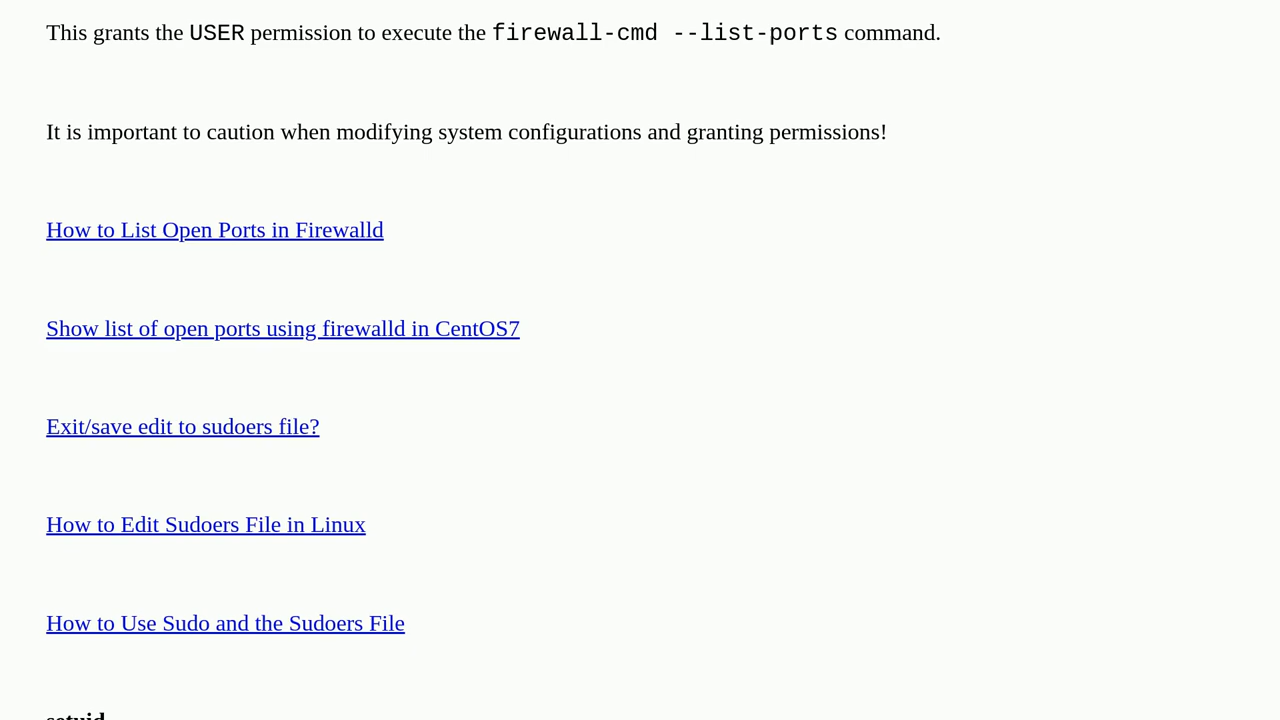 This grants the USER permission to execute the firewall-cmd --list-ports command.
It is important to caution when modifying system configurations and granting permissions!
How to List Open Ports in Firewalld
Show list of open ports using firewalld in CentOS7
Exit/save edit to sudoers file?
How to Edit Sudoers File in Linux
How to Use Sudo and the Sudoers File
setuid